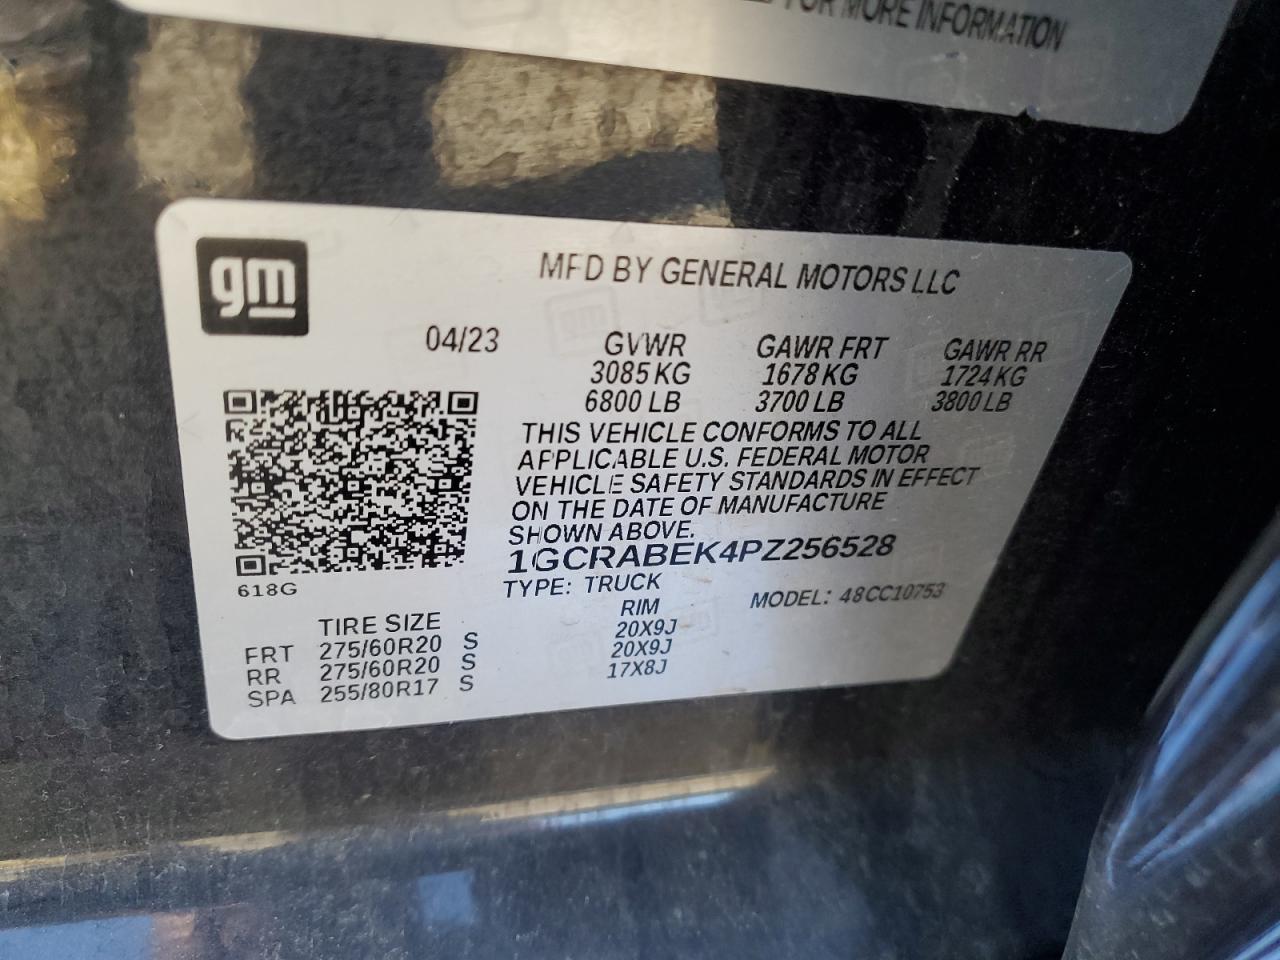 FOR MORE INFORMATION
gm
MFD BY GENERAL MOTORS LLC
04/23 GVWR GAWR FRT GAWR RR
3085 KG 1678 KG 1724 KG
6800 LB 3700 LB 3800 LB
THIS VEHICLE CONFORMS TO ALL
APPLICABLE U.S. FEDERAL MOTOR
VEHICLE SAFETY STANDARDS IN EFFECT
ON THE DATE OF MANUFACTURE
SHOWN ABOVE.
1GCRABEK4PZ256528
618G
TYPE: TRUCK MODEL: 48CC10753
TIRE SIZE RIM
FRT 275/60R20 S 20X9J
RR 275/60R20 S 20X9J
SPA 255/80R17 S 17X8J